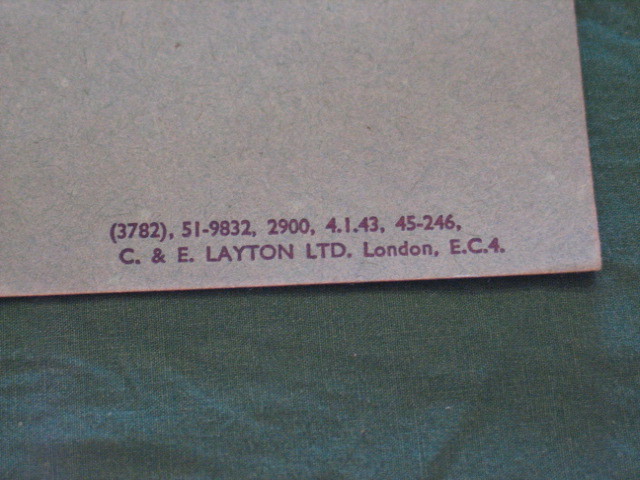 (3782), 51-9832, 2900, 4.1.43, 45-246,
C. & E. LAYTON LTD. London, E.C.4.